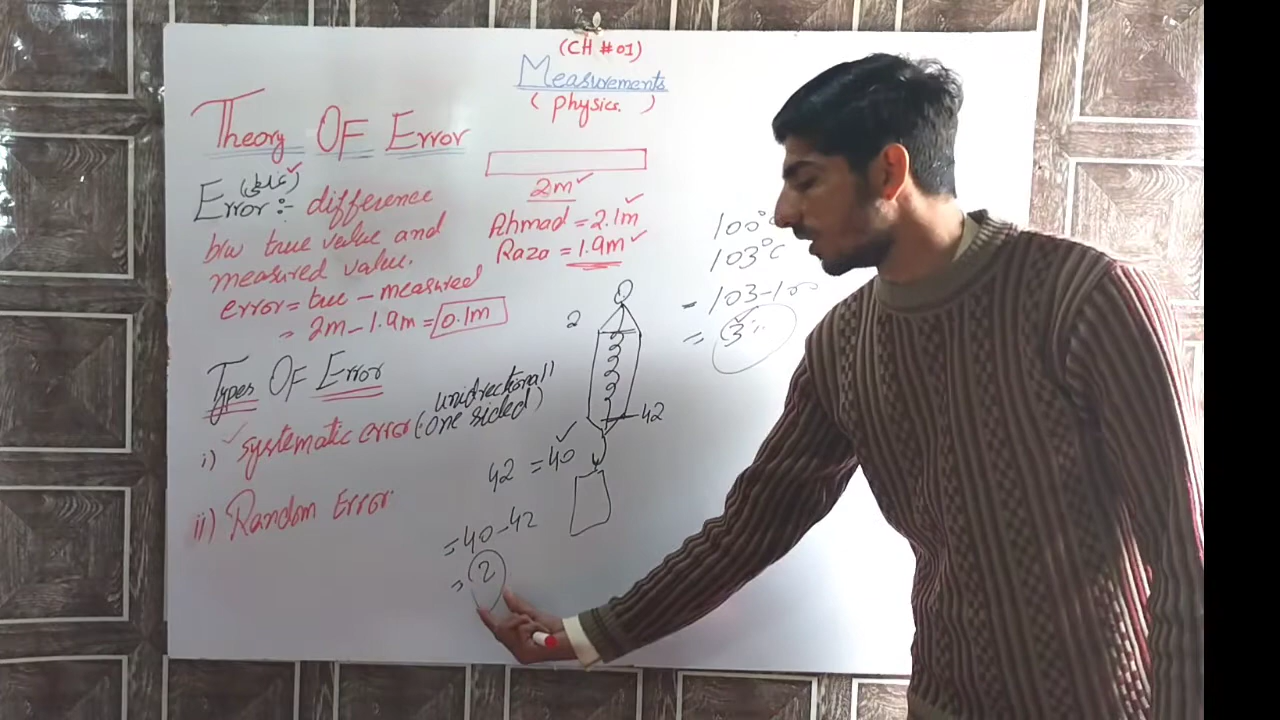 (CH # 01)
Measurements
(physics.)
Theory OF Error
(غلطی)
Error :- difference
b/w true value and
measured value.
error = true - measured
= 2m - 1.9m = 0.1m
2m
Ahmad = 2.1m
Raza = 1.9m
Types OF Error
i) systematic error (one sided)
unidirectional
ii) Random Error
2
42
42 = 40
= 40 - 42
= 2
100°C
103°C
= 103-100
= 3